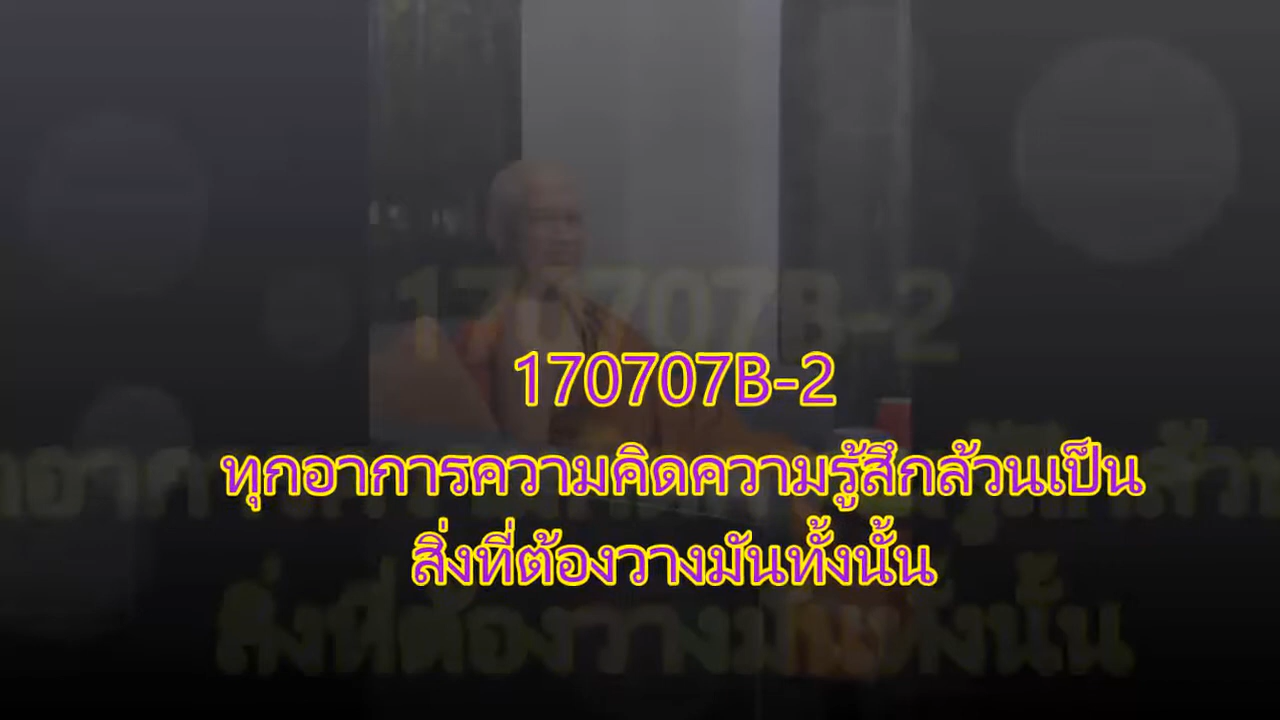 170707B-2
ทุกอาการความคิดความรู้สึกล้วนเป็น
สิ่งที่ต้องวางมันทั้งนั้น